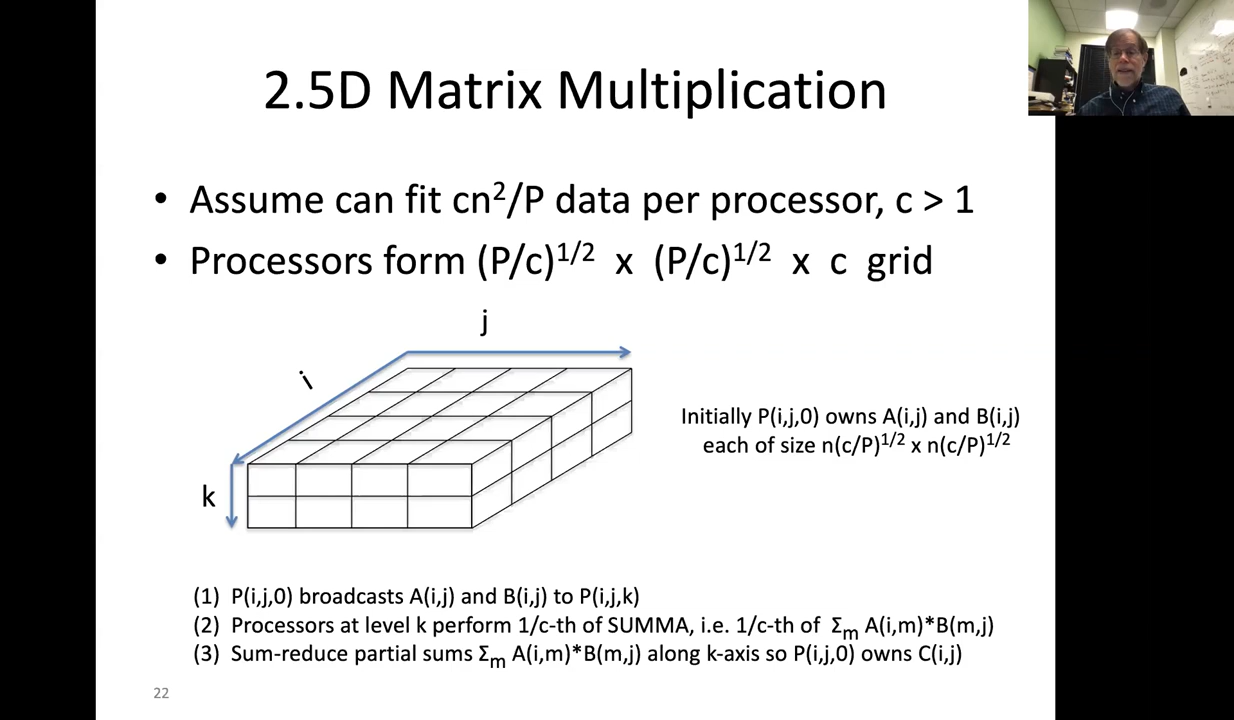 2.5D Matrix Multiplication
• Assume can fit cn²/P data per processor, c > 1
• Processors form (P/c)^1/2 x (P/c)^1/2 x c grid
j
i
k
Initially P(i,j,0) owns A(i,j) and B(i,j)
each of size n(c/P)^1/2 x n(c/P)^1/2
(1) P(i,j,0) broadcasts A(i,j) and B(i,j) to P(i,j,k)
(2) Processors at level k perform 1/c-th of SUMMA, i.e. 1/c-th of Σₘ A(i,m)*B(m,j)
(3) Sum-reduce partial sums Σₘ A(i,m)*B(m,j) along k-axis so P(i,j,0) owns C(i,j)
22